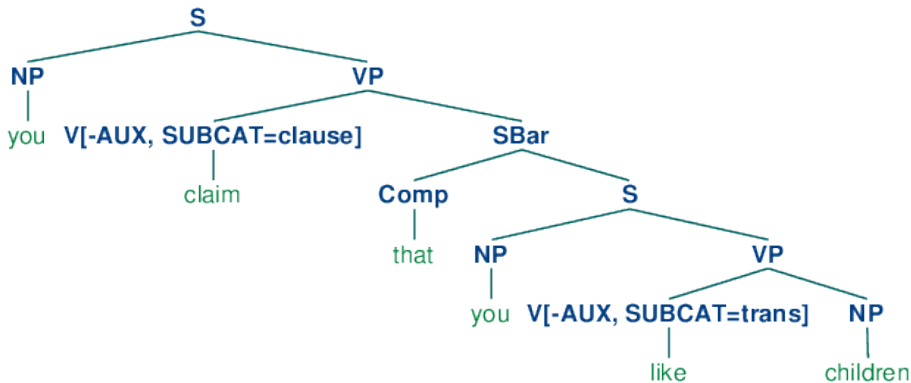 S
NP VP
you V[-AUX, SUBCAT=clause] SBar
claim Comp S
that NP VP
you V[-AUX, SUBCAT=trans] NP
like children